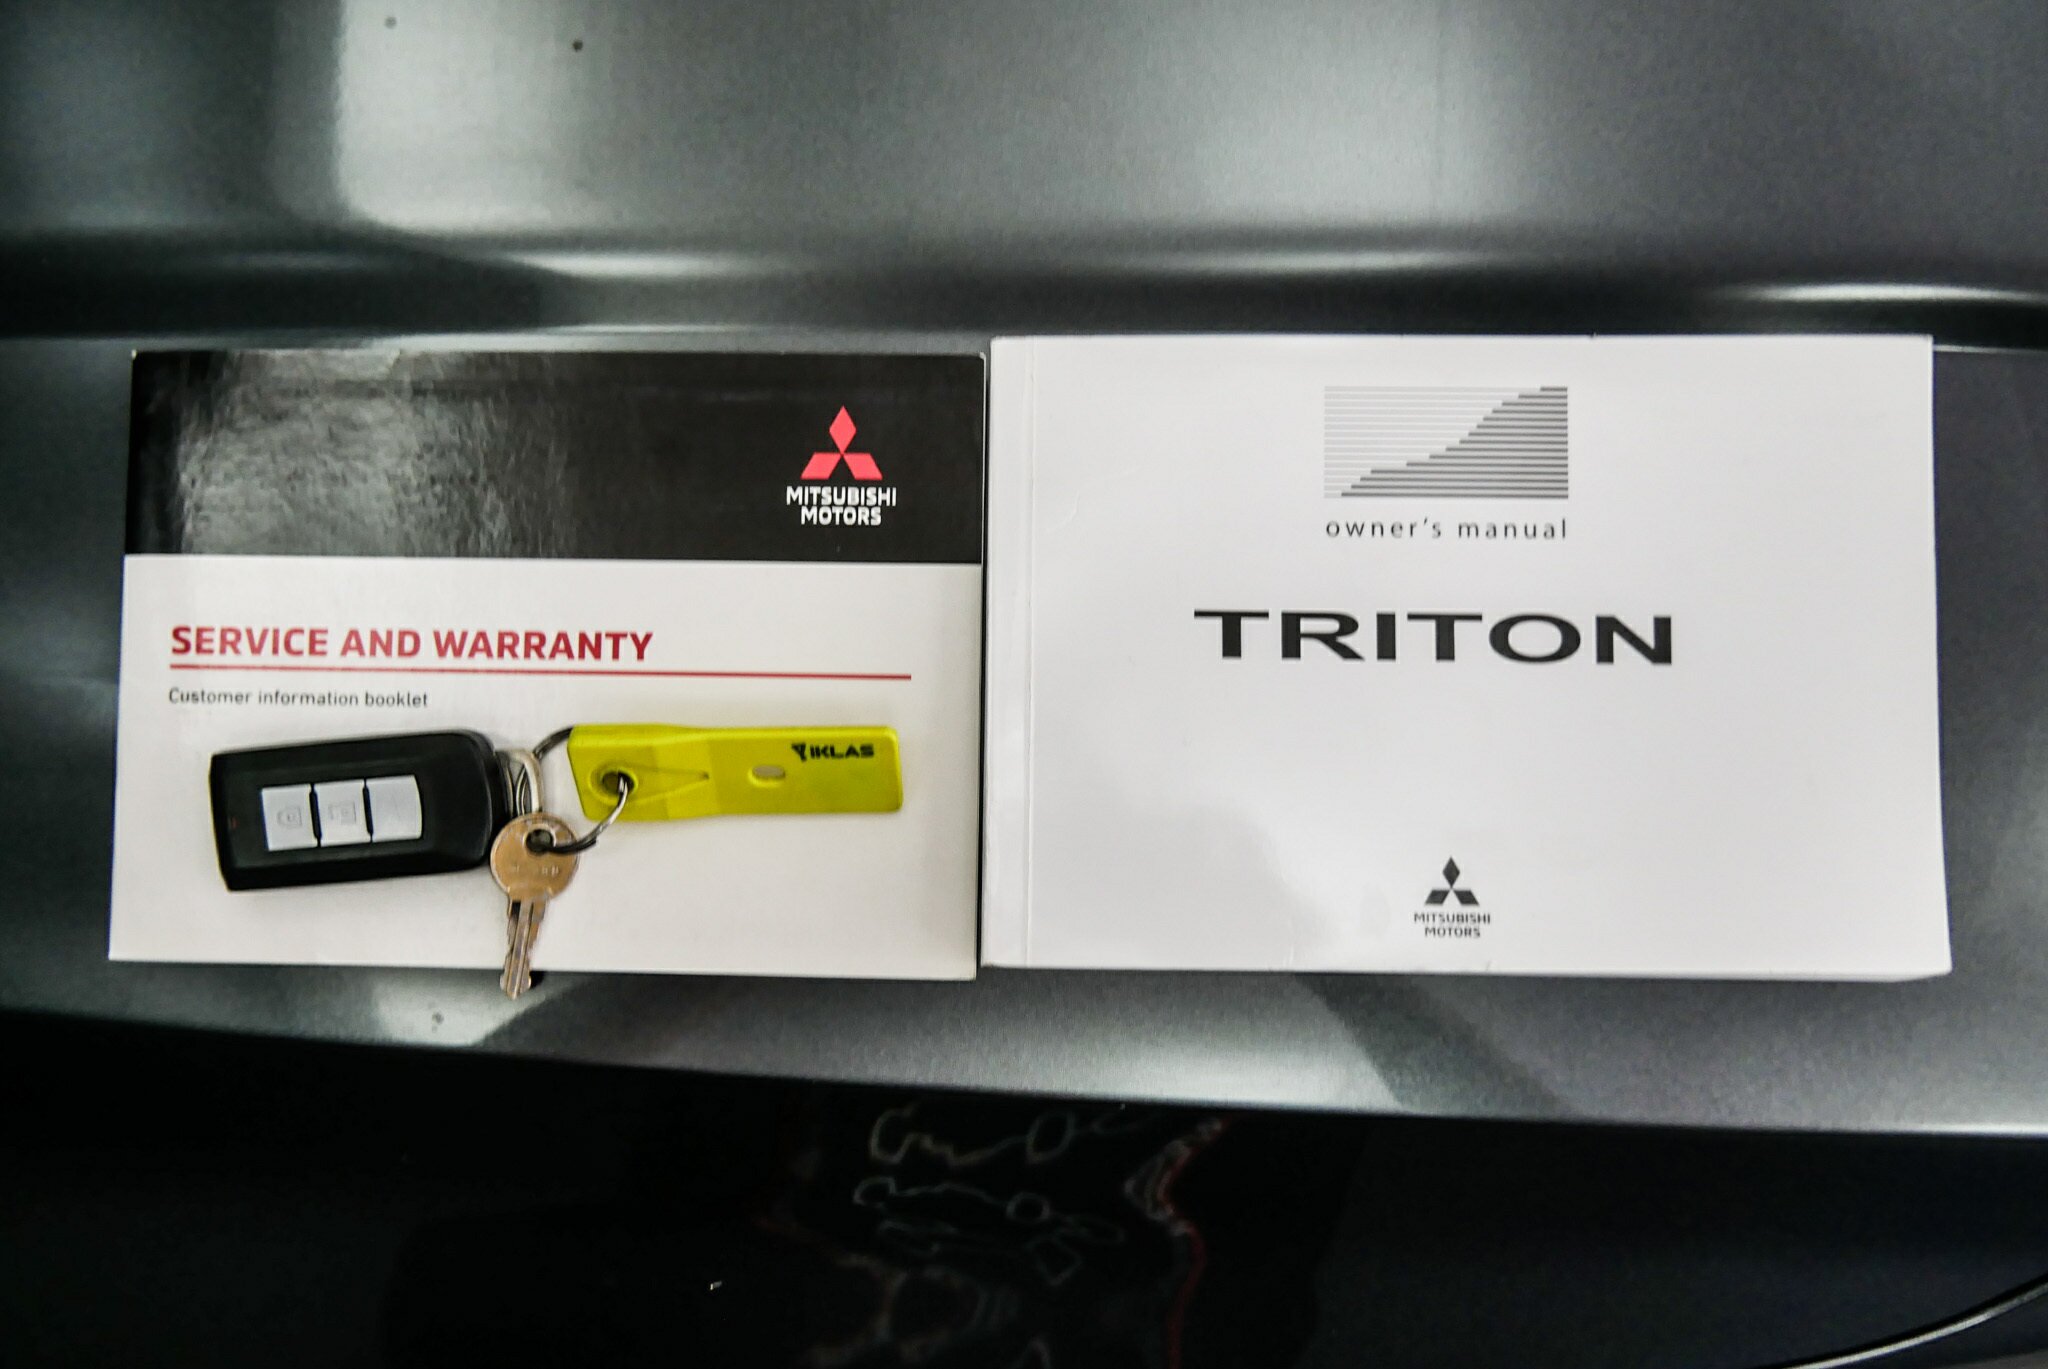 MITSUBISHI
MOTORS
SERVICE AND WARRANTY
Customer information booklet
IKLAS
owner's manual
TRITON
MITSUBISHI
MOTORS